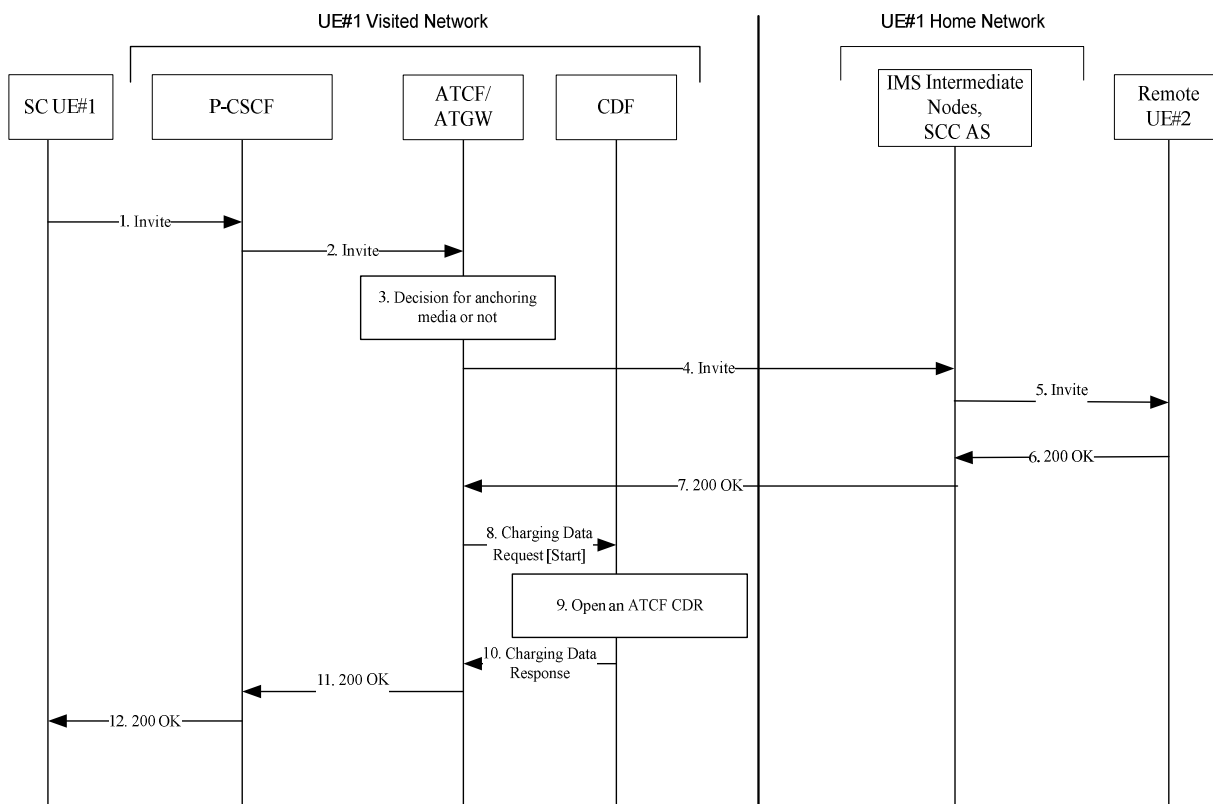 UE#1 Visited Network
UE#1 Home Network
SC UE#1
P-CSCF
ATCF/
ATGW
CDF
IMS Intermediate
Nodes,
SCC AS
Remote
UE#2
1. Invite
2. Invite
3. Decision for anchoring
media or not
4. Invite
5. Invite
6. 200 OK
7. 200 OK
8. Charging Data
Request [Start]
9. Open an ATCF CDR
10. Charging Data
Response
11. 200 OK
12. 200 OK